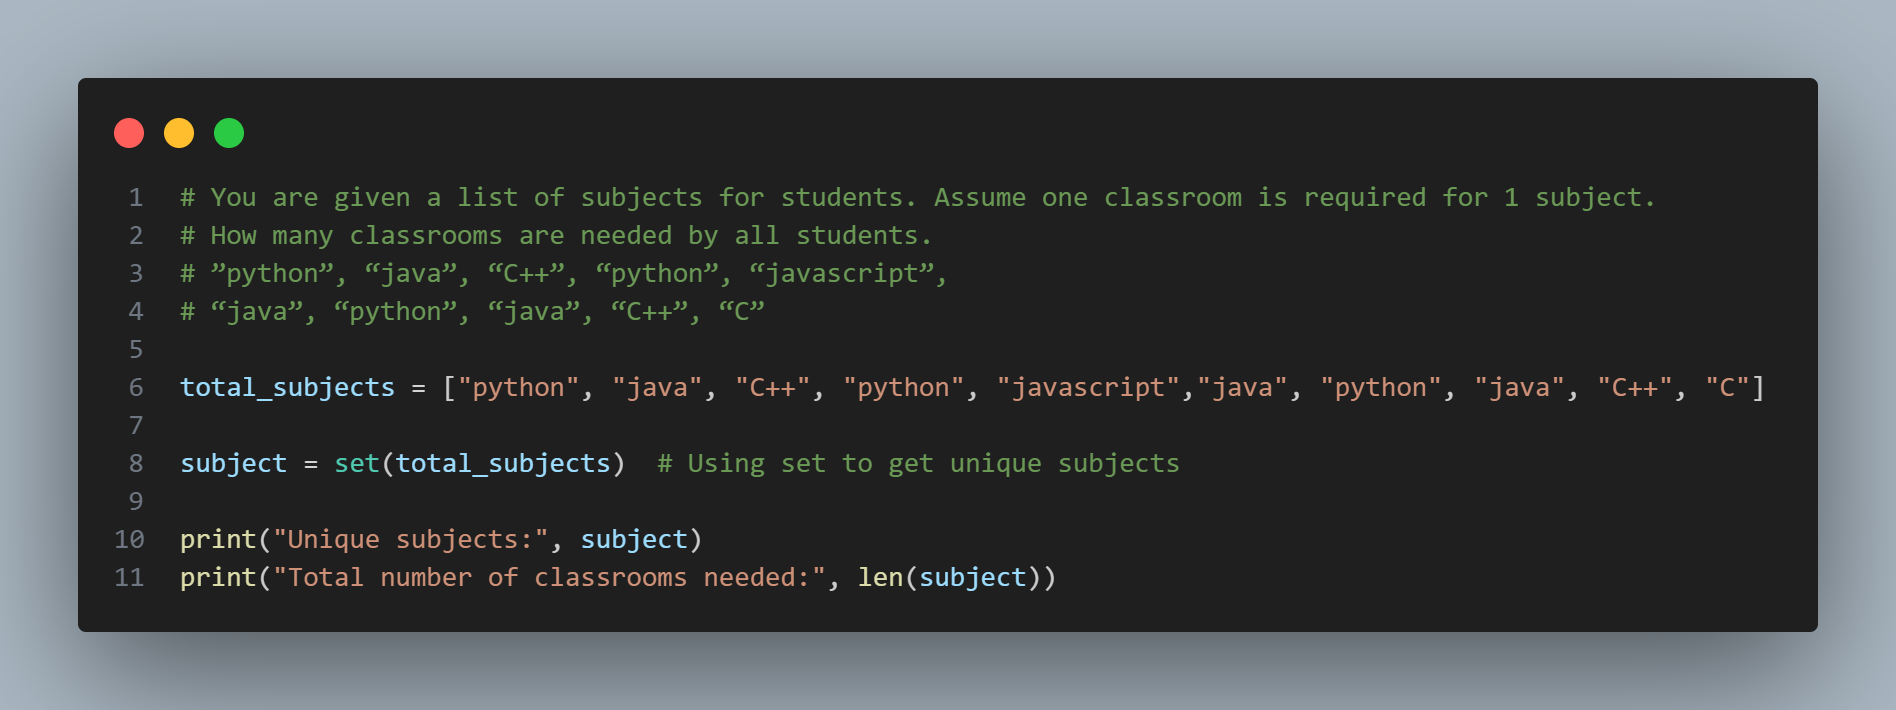 1 # You are given a list of subjects for students. Assume one classroom is required for 1 subject.
2 # How many classrooms are needed by all students.
3 # ”python”, “java”, “C++”, “python”, “javascript”,
4 # “java”, “python”, “java”, “C++”, “C”
5
6 total_subjects = ["python", "java", "C++", "python", "javascript","java", "python", "java", "C++", "C"]
7
8 subject = set(total_subjects)  # Using set to get unique subjects
9
10 print("Unique subjects:", subject)
11 print("Total number of classrooms needed:", len(subject))